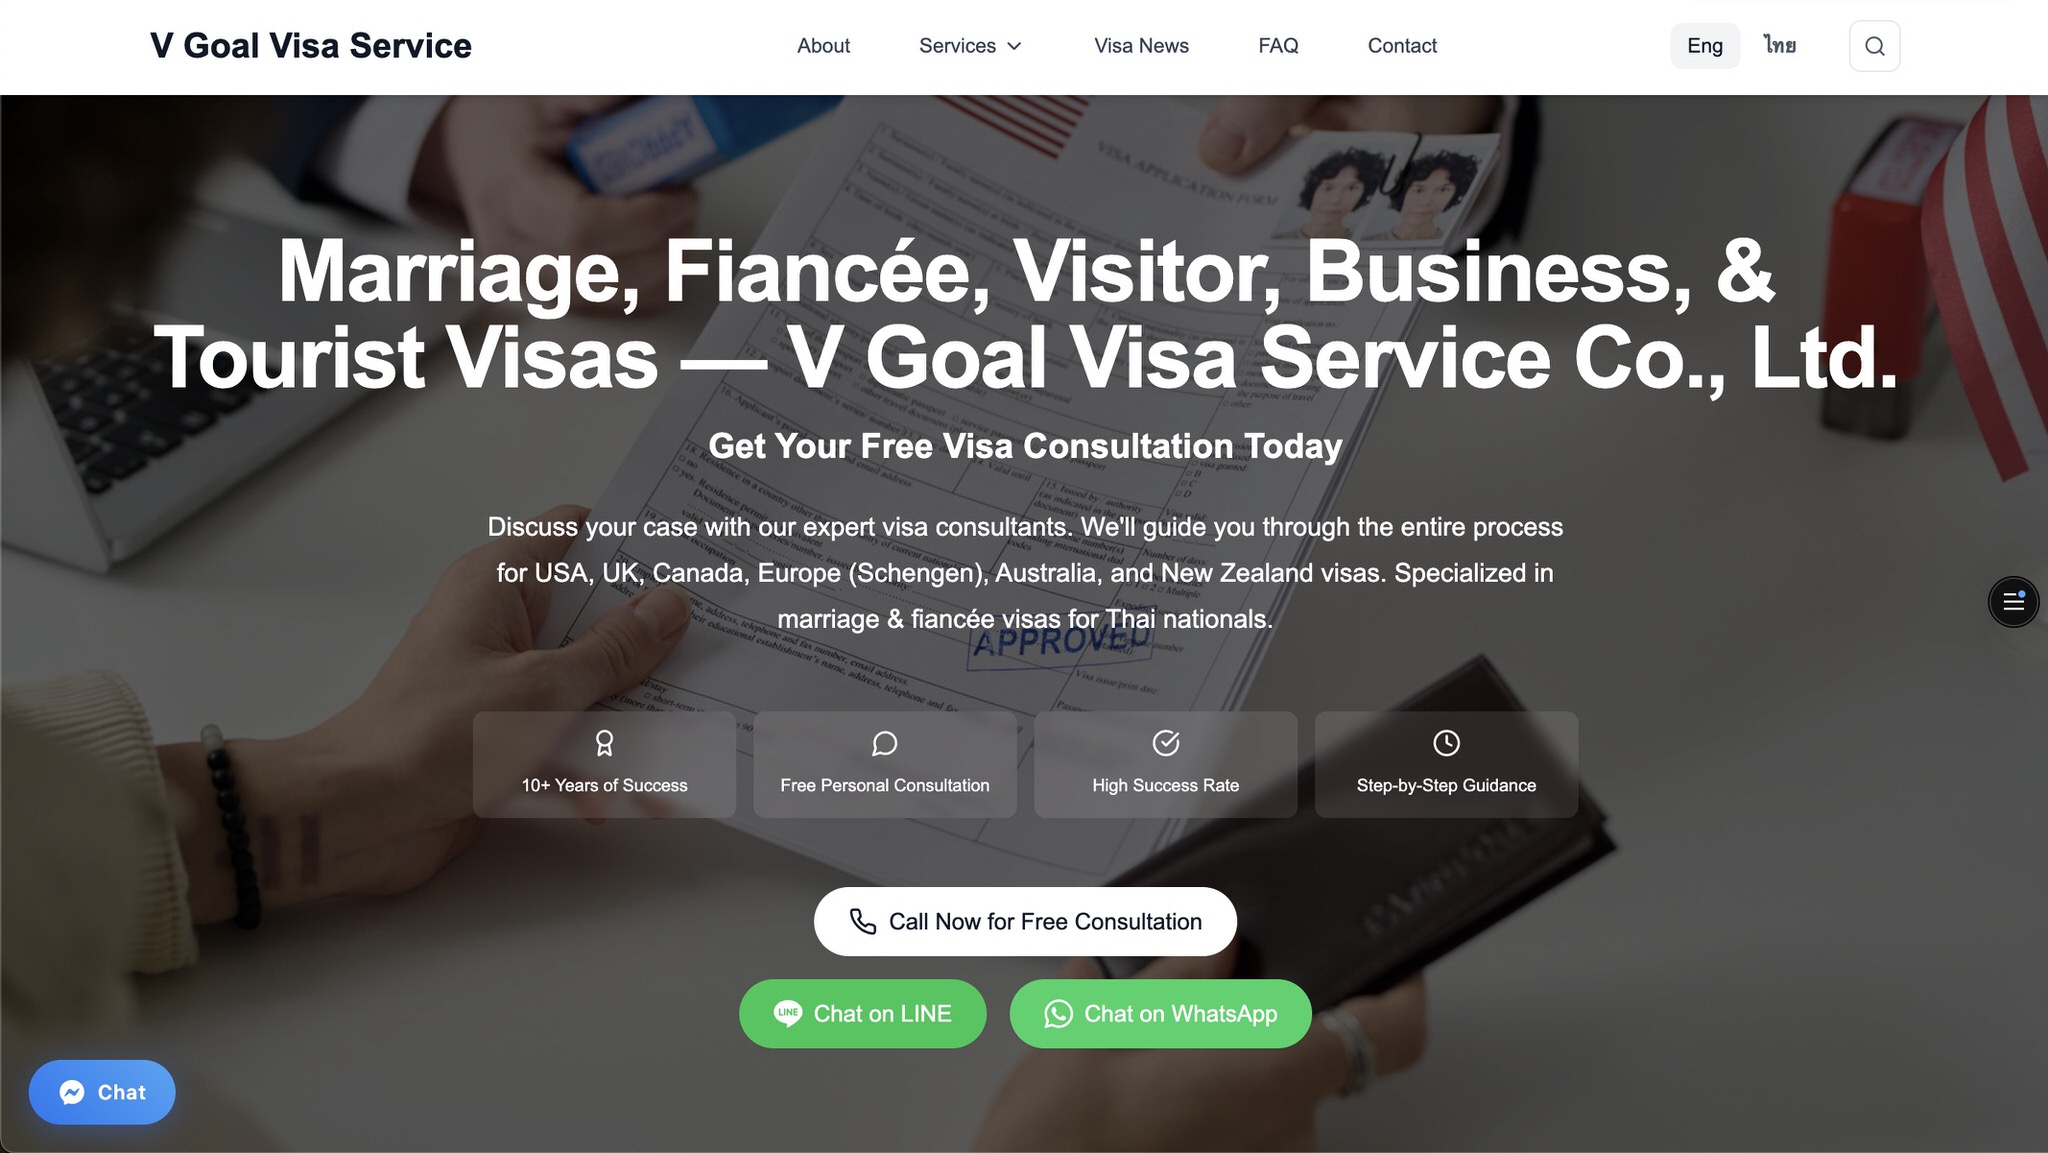 V Goal Visa Service
About
Services
Visa News
FAQ
Contact
Eng
ไทย
VISA APPLICATION FORM
Marriage, Fiancée, Visitor, Business, &
Tourist Visas — V Goal Visa Service Co., Ltd.
Get Your Free Visa Consultation Today
Discuss your case with our expert visa consultants. We'll guide you through the entire process
for USA, UK, Canada, Europe (Schengen), Australia, and New Zealand visas. Specialized in
marriage & fiancée visas for Thai nationals.
APPROVED
10+ Years of Success
Free Personal Consultation
High Success Rate
Step-by-Step Guidance
Call Now for Free Consultation
LINE
Chat on LINE
Chat on WhatsApp
Chat